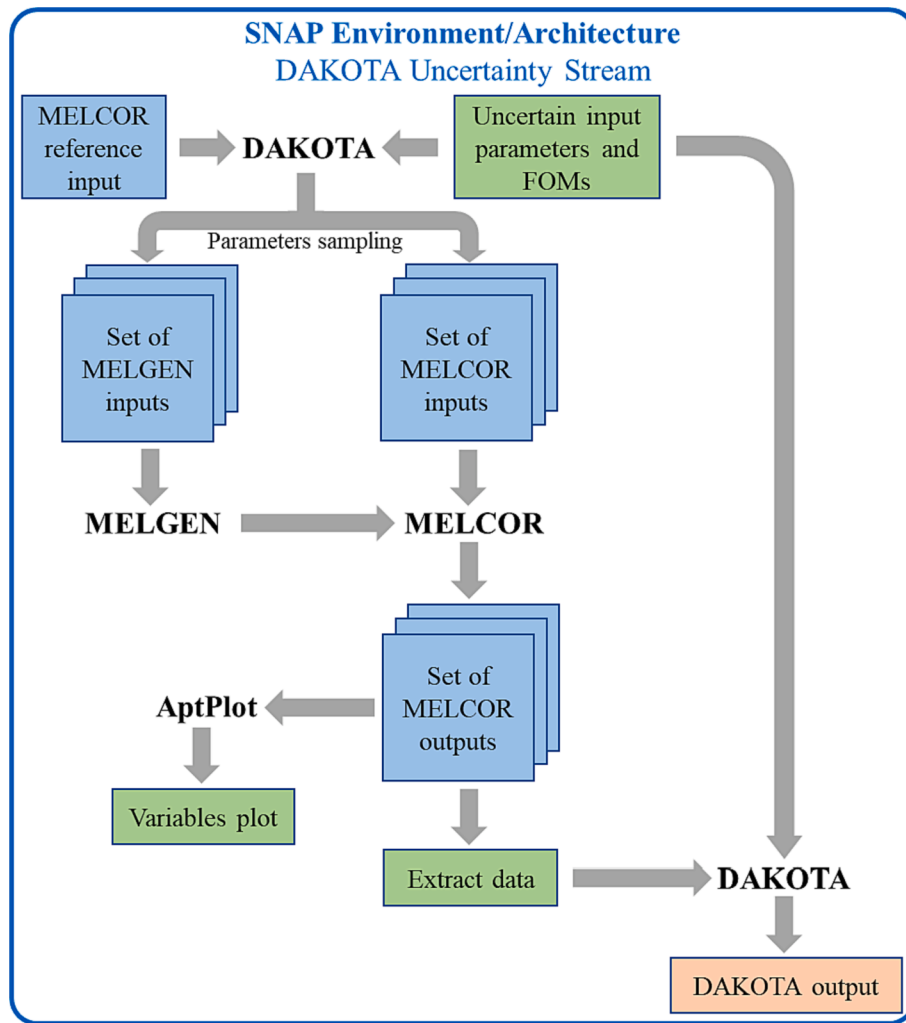 SNAP Environment/Architecture
DAKOTA Uncertainty Stream
MELCOR
reference
input
DAKOTA
Uncertain input
parameters and
FOMs
Parameters sampling
Set of
MELGEN
inputs
Set of
MELCOR
inputs
MELGEN
MELCOR
Set of
MELCOR
outputs
AptPlot
Variables plot
Extract data
DAKOTA
DAKOTA output